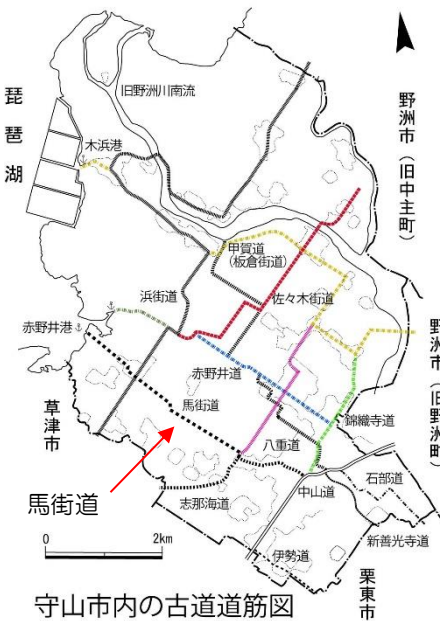 旧野洲川南流
琵琶湖
木浜港
野洲市（旧中主町）
甲賀道
（板倉街道）
浜街道
佐々木街道
赤野井港
野洲市（旧野洲町）
赤野井道
草津市
馬街道
錦織寺道
八重道
石部道
中山道
志那海道
馬街道
新善光寺道
伊勢道
0 2km
栗東市
守山市内の古道道筋図